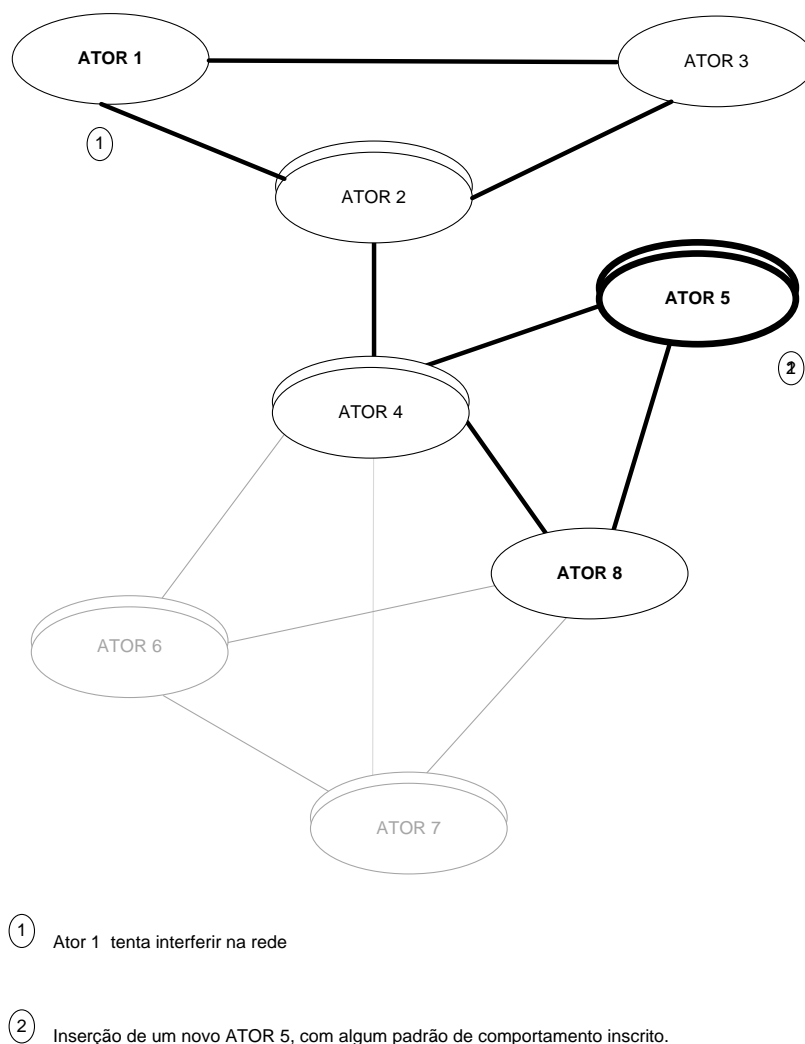 ATOR 1
ATOR 3
1
ATOR 2
ATOR 5
ATOR 4
ATOR 8
ATOR 6
ATOR 7
1 Ator 1 tenta interferir na rede
2 Inserção de um novo ATOR 5, com algum padrão de comportamento inscrito.